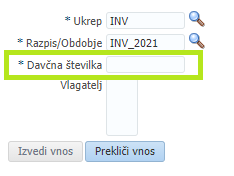 * Ukrep INV
* Razpis/Obdobje INV_2021
* Davčna številka
Vlagatelj
Izvedi vnos Prekliči vnos